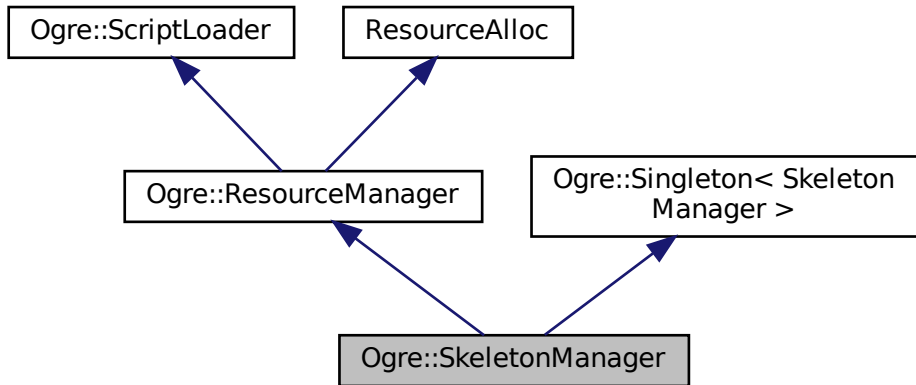 Ogre::ScriptLoader
ResourceAlloc
Ogre::ResourceManager
Ogre::Singleton< Skeleton
Manager >
Ogre::SkeletonManager